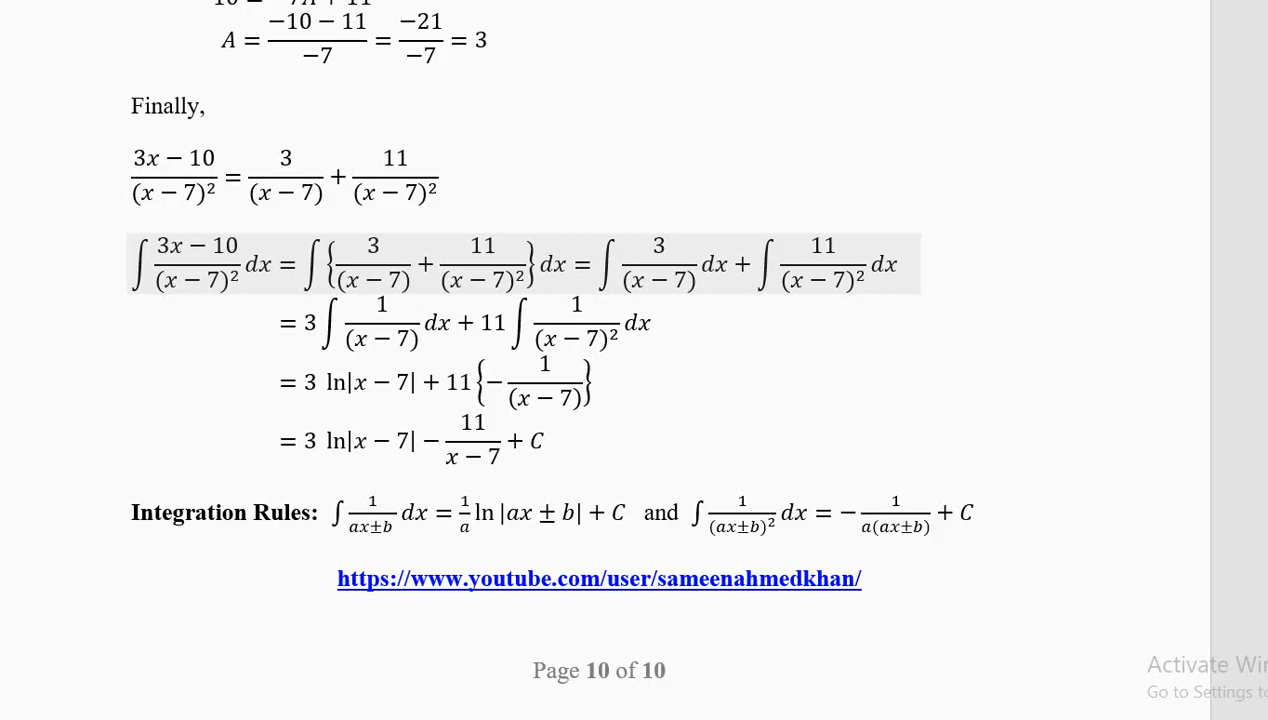 A = −10 − 11 / −7 = −21 / −7 = 3
Finally,
3x − 10 / (x − 7)² = 3 / (x − 7) + 11 / (x − 7)²
∫ 3x − 10 / (x − 7)² dx = ∫ { 3 / (x − 7) + 11 / (x − 7)² } dx = ∫ 3 / (x − 7) dx + ∫ 11 / (x − 7)² dx
= 3 ∫ 1 / (x − 7) dx + 11 ∫ 1 / (x − 7)² dx
= 3 ln|x − 7| + 11 { − 1 / (x − 7) }
= 3 ln|x − 7| − 11 / x − 7 + C
Integration Rules: ∫ 1 / ax±b dx = 1 / a ln |ax ± b| + C and ∫ 1 / (ax±b)² dx = − 1 / a(ax±b) + C
https://www.youtube.com/user/sameenahmedkhan/
Page 10 of 10
Activate Wi
Go to Settings t